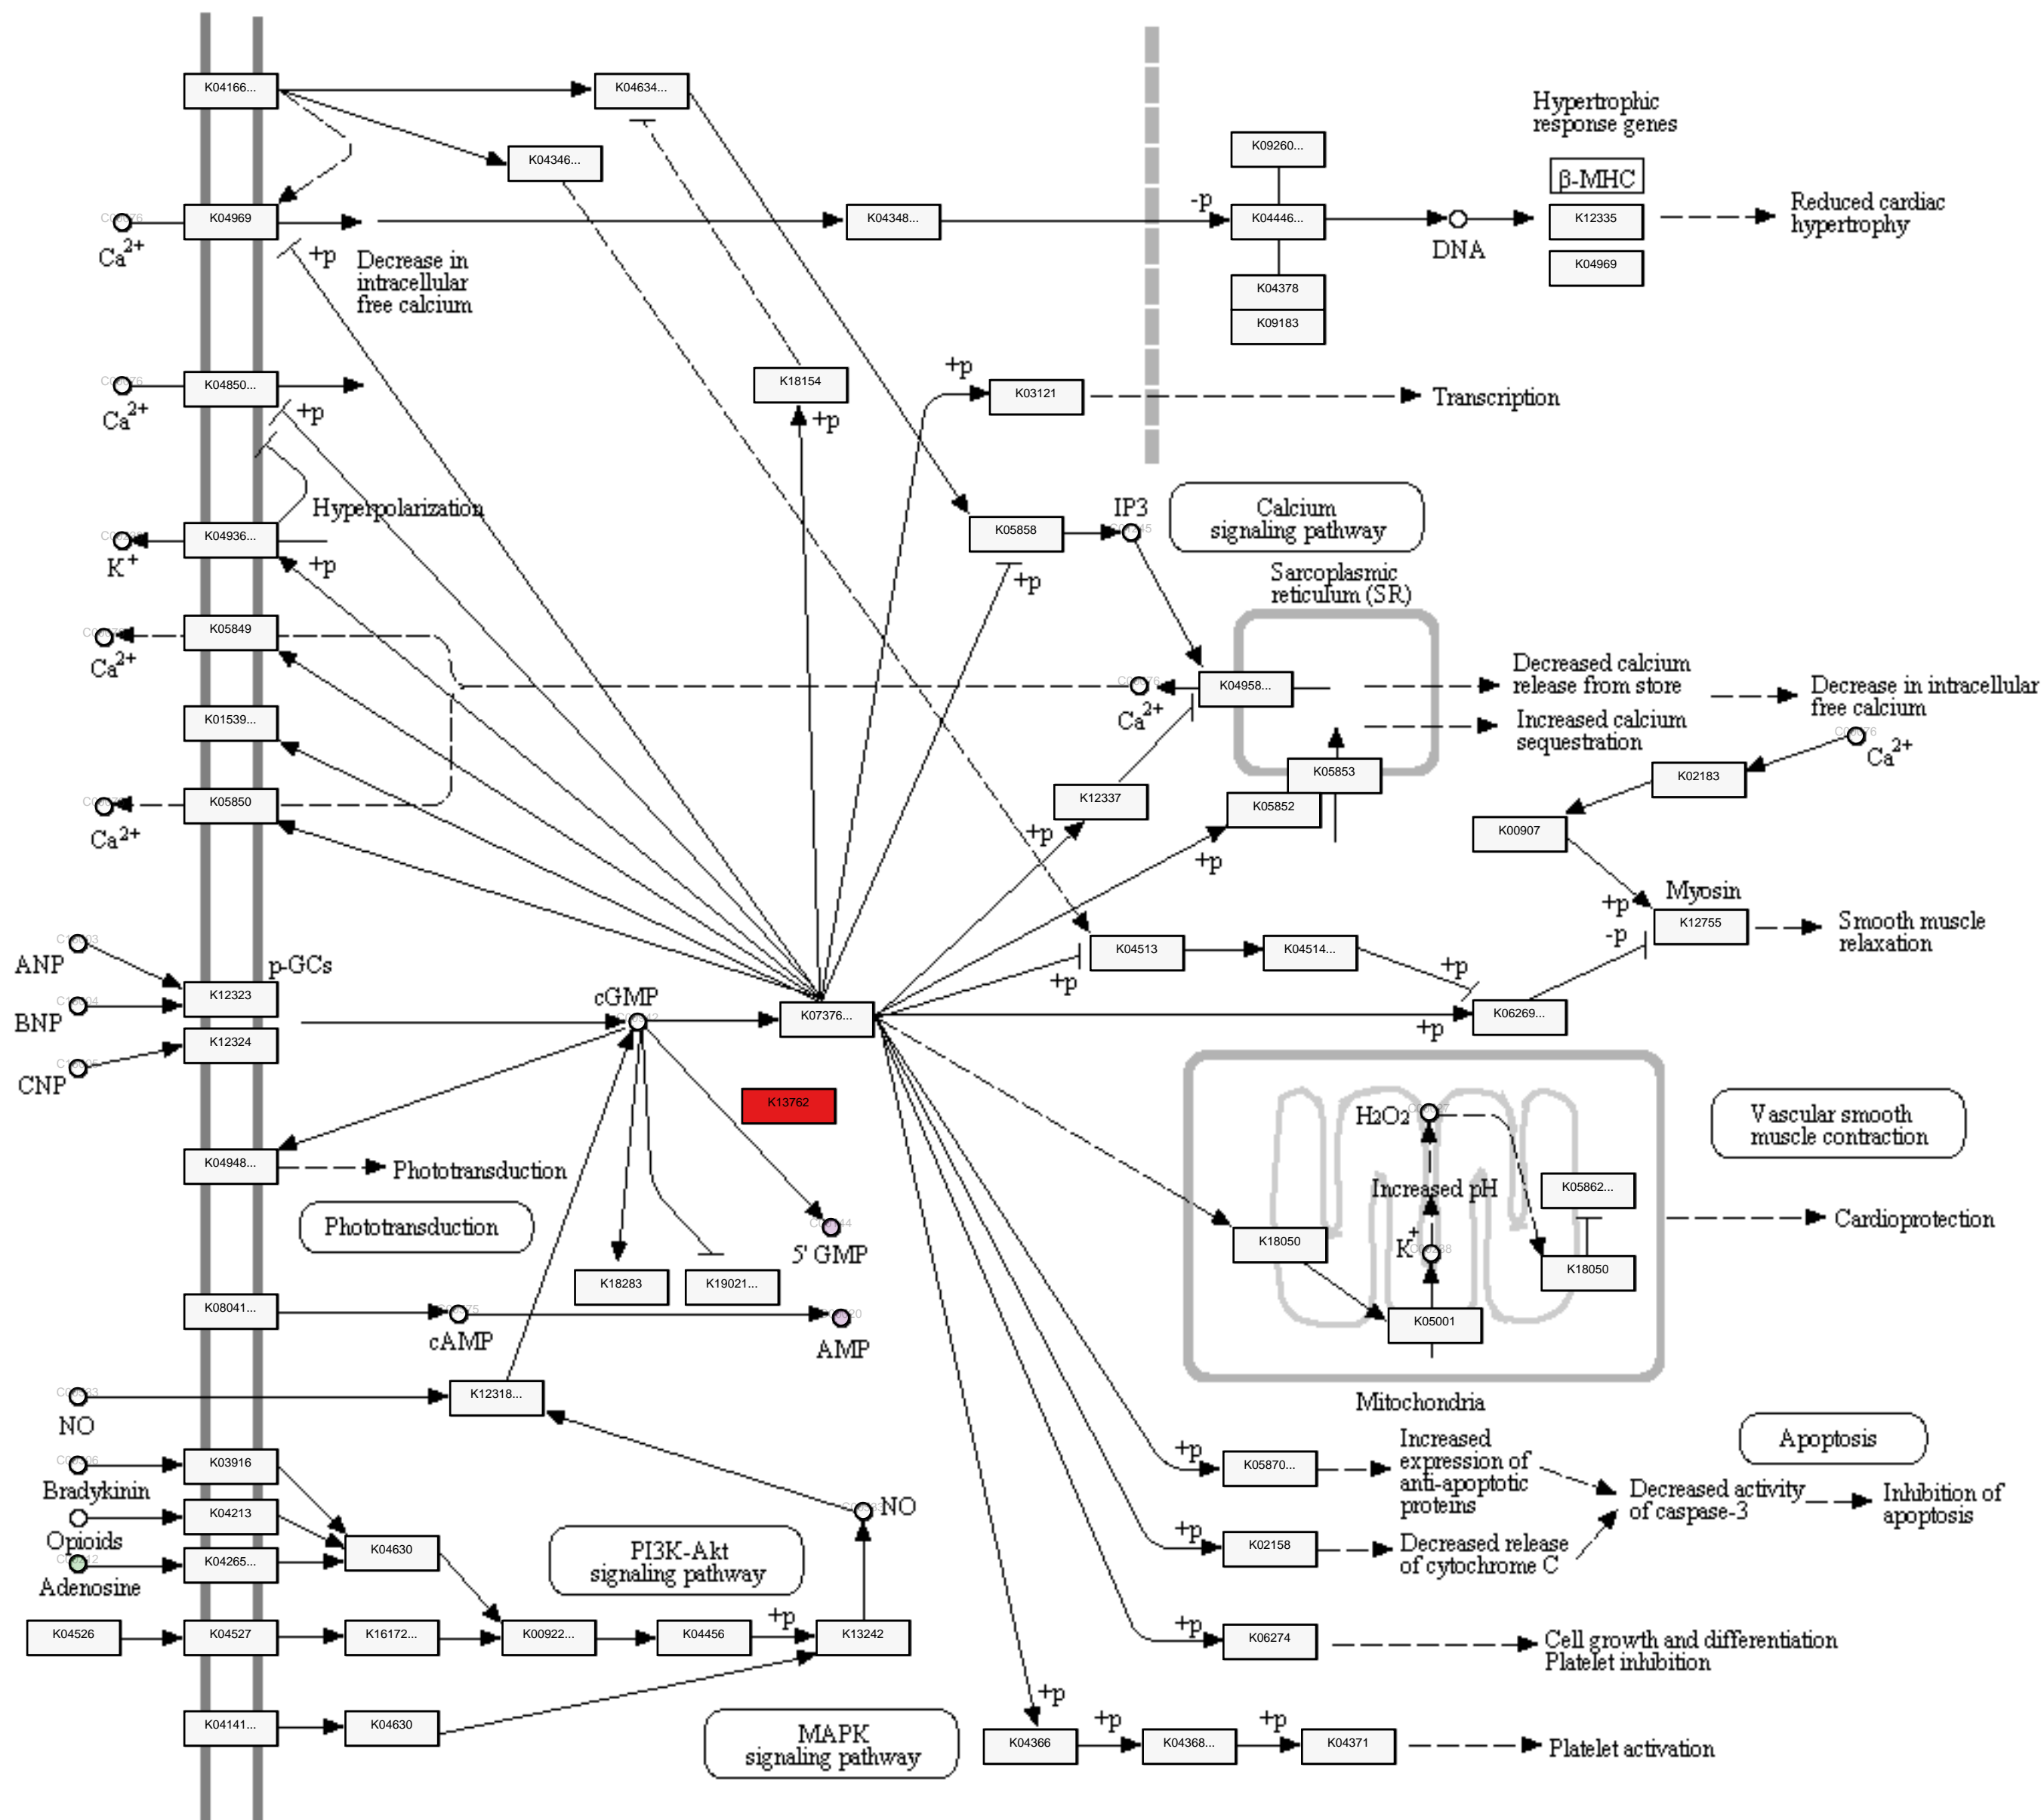 K04166...
K04634...
Hypertrophic
response genes
K04346...
K09260...
β-MHC
Ca2+
K04969
K04348...
-p
K04446...
DNA
K12335
Reduced cardiac
hypertrophy
+p
Decrease in
intracellular
free calcium
K04969
K04378
K09183
Ca2+
K04850...
+p
K18154
+p
+p
K03121
Transcription
Hyperpolarization
K+
K04936...
+p
K05858
+p
IP3
Calcium
signaling pathway
Sarcoplasmic
reticulum (SR)
Ca2+
K05849
K01539...
Ca2+
K05850
Ca2+
K04958...
Decreased calcium
release from store
Increased calcium
sequestration
Decrease in intracellular
free calcium
Ca2+
K05853
K05852
K12337
+p
+p
K02183
K00907
Myosin
+p
-p
K12755
Smooth muscle
relaxation
K04513
+p
K04514...
+p
K06269...
+p
ANP
BNP
CNP
p-GCs
K12323
K12324
cGMP
K07376...
K13762
K04948...
Phototransduction
Phototransduction
5' GMP
K18283
K19021...
K08041...
cAMP
AMP
H2O2
Increased pH
K+
K05862...
K18050
K18050
K05001
Mitochondria
Vascular smooth
muscle contraction
Cardioprotection
NO
K12318...
Bradykinin
K03916
Opioids
K04213
Adenosine
K04265...
K04630
NO
PI3K-Akt
signaling pathway
K04526
K04527
K16172...
K00922...
K04456
+p
K13242
K04141...
K04630
MAPK
signaling pathway
+p
K05870...
Increased
expression of
anti-apoptotic
proteins
Apoptosis
+p
K02158
Decreased release
of cytochrome C
Decreased activity
of caspase-3
Inhibition of
apoptosis
+p
K06274
Cell growth and differentiation
Platelet inhibition
+p
K04366
+p
K04368...
+p
K04371
Platelet activation